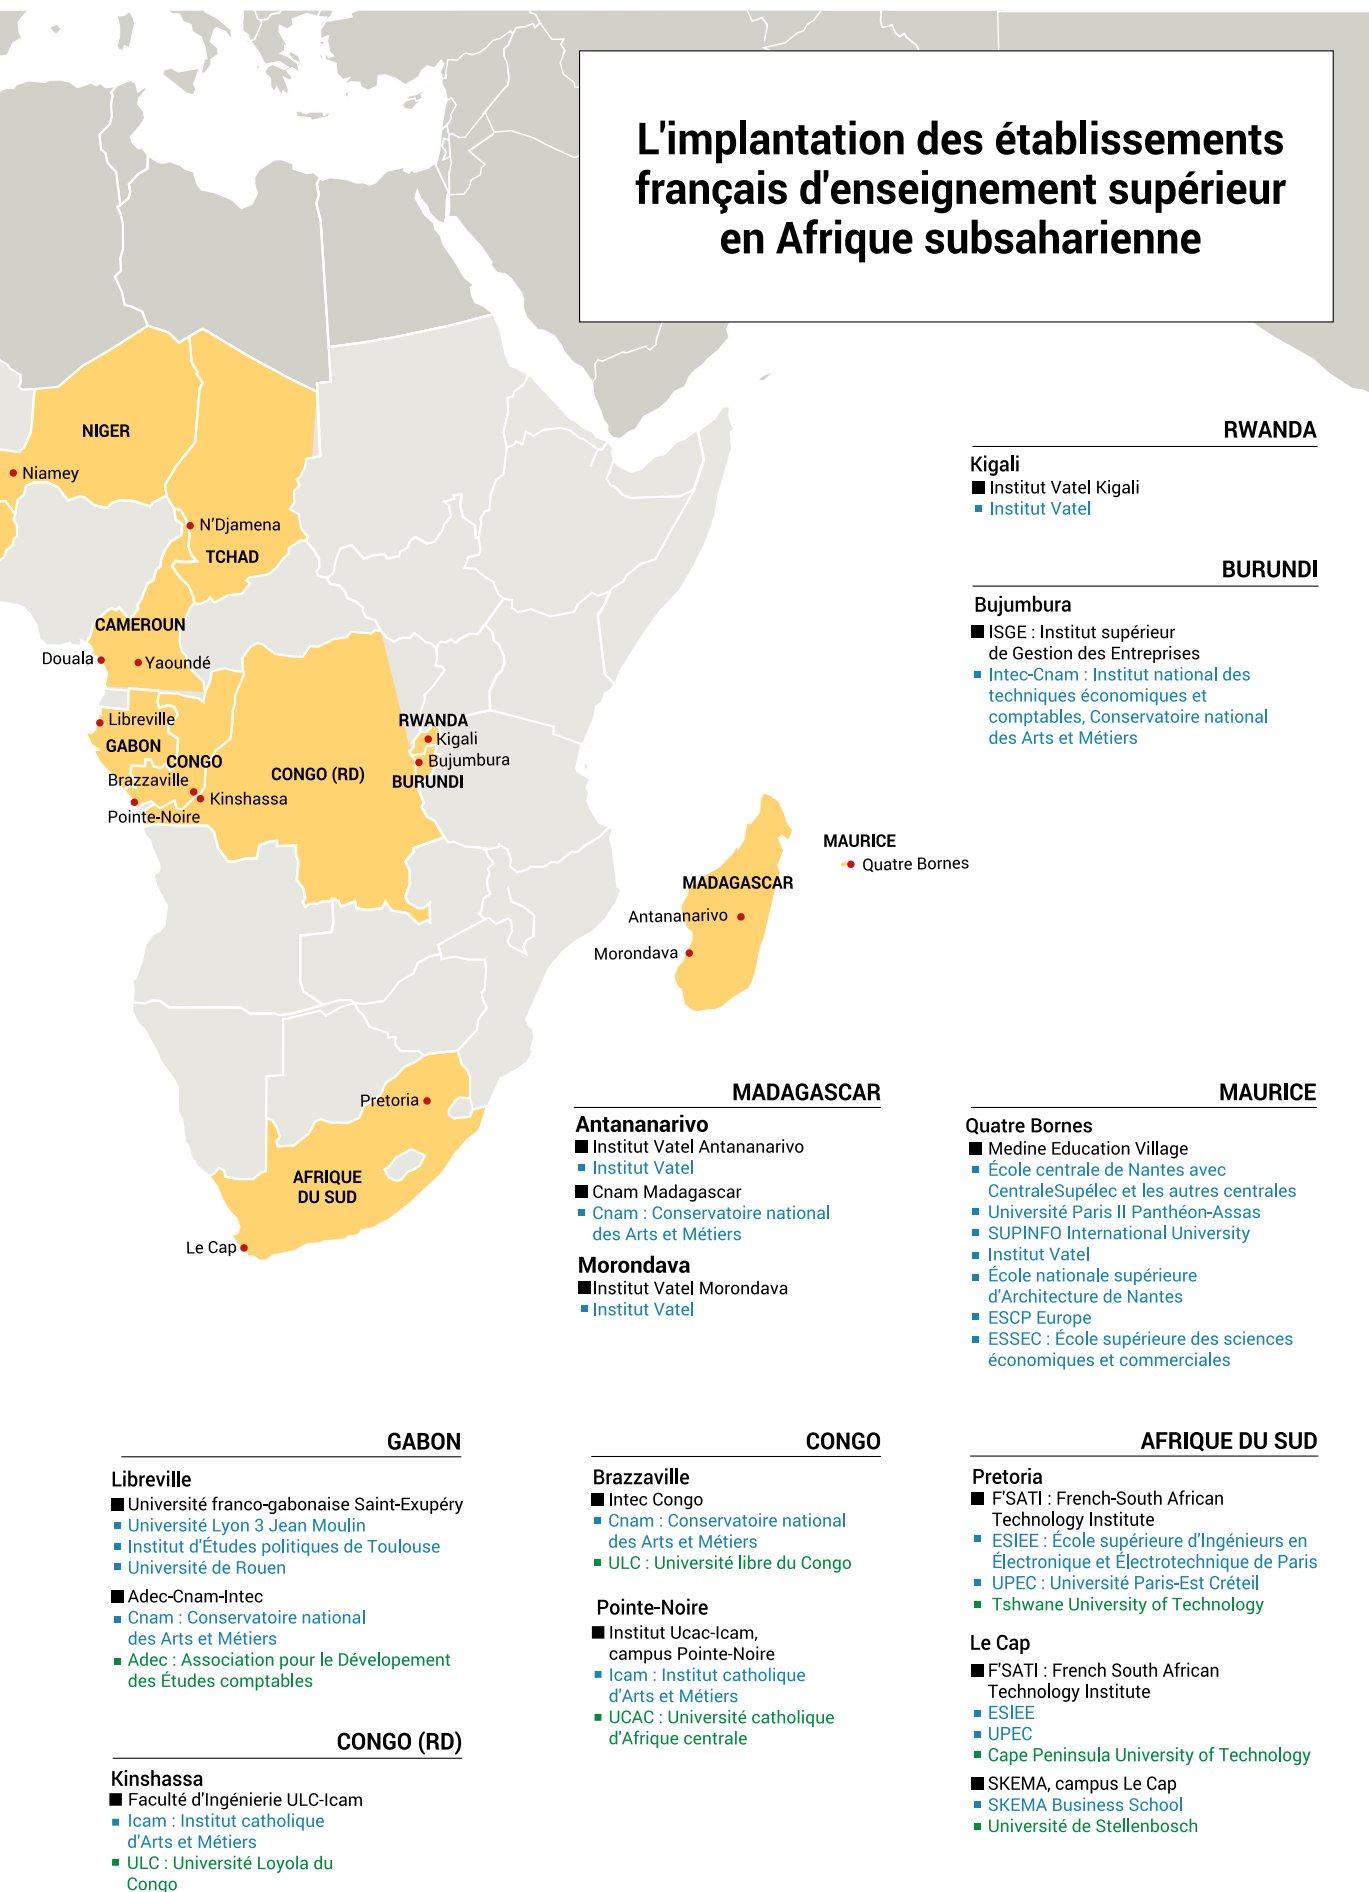 L'implantation des établissements
français d'enseignement supérieur
en Afrique subsaharienne
NIGER
Niamey
N'Djamena
TCHAD
CAMEROUN
Douala
Yaoundé
Libreville
GABON
CONGO
Brazzaville
Kinshassa
Pointe-Noire
CONGO (RD)
RWANDA
Kigali
Bujumbura
BURUNDI
MAURICE
Quatre Bornes
MADAGASCAR
Antananarivo
Morondava
Pretoria
AFRIQUE
DU SUD
Le Cap
RWANDA
Kigali
Institut Vatel Kigali
Institut Vatel
BURUNDI
Bujumbura
ISGE : Institut supérieur
de Gestion des Entreprises
Intec-Cnam : Institut national des
techniques économiques et
comptables, Conservatoire national
des Arts et Métiers
MADAGASCAR
Antananarivo
Institut Vatel Antananarivo
Institut Vatel
Cnam Madagascar
Cnam : Conservatoire national
des Arts et Métiers
Morondava
Institut Vatel Morondava
Institut Vatel
MAURICE
Quatre Bornes
Medine Education Village
École centrale de Nantes avec
CentraleSupélec et les autres centrales
Université Paris II Panthéon-Assas
SUPINFO International University
Institut Vatel
École nationale supérieure
d'Architecture de Nantes
ESCP Europe
ESSEC : École supérieure des sciences
économiques et commerciales
GABON
Libreville
Université franco-gabonaise Saint-Exupéry
Université Lyon 3 Jean Moulin
Institut d'Études politiques de Toulouse
Université de Rouen
Adec-Cnam-Intec
Cnam : Conservatoire national
des Arts et Métiers
Adec : Association pour le Dévelopement
des Études comptables
CONGO (RD)
Kinshassa
Faculté d'Ingénierie ULC-Icam
Icam : Institut catholique
d'Arts et Métiers
ULC : Université Loyola du
Congo
CONGO
Brazzaville
Intec Congo
Cnam : Conservatoire national
des Arts et Métiers
ULC : Université libre du Congo
Pointe-Noire
Institut Ucac-Icam,
campus Pointe-Noire
Icam : Institut catholique
d'Arts et Métiers
UCAC : Université catholique
d'Afrique centrale
AFRIQUE DU SUD
Pretoria
F'SATI : French-South African
Technology Institute
ESIEE : École supérieure d'Ingénieurs en
Électronique et Électrotechnique de Paris
UPEC : Université Paris-Est Créteil
Tshwane University of Technology
Le Cap
F'SATI : French South African
Technology Institute
ESIEE
UPEC
Cape Peninsula University of Technology
SKEMA, campus Le Cap
SKEMA Business School
Université de Stellenbosch